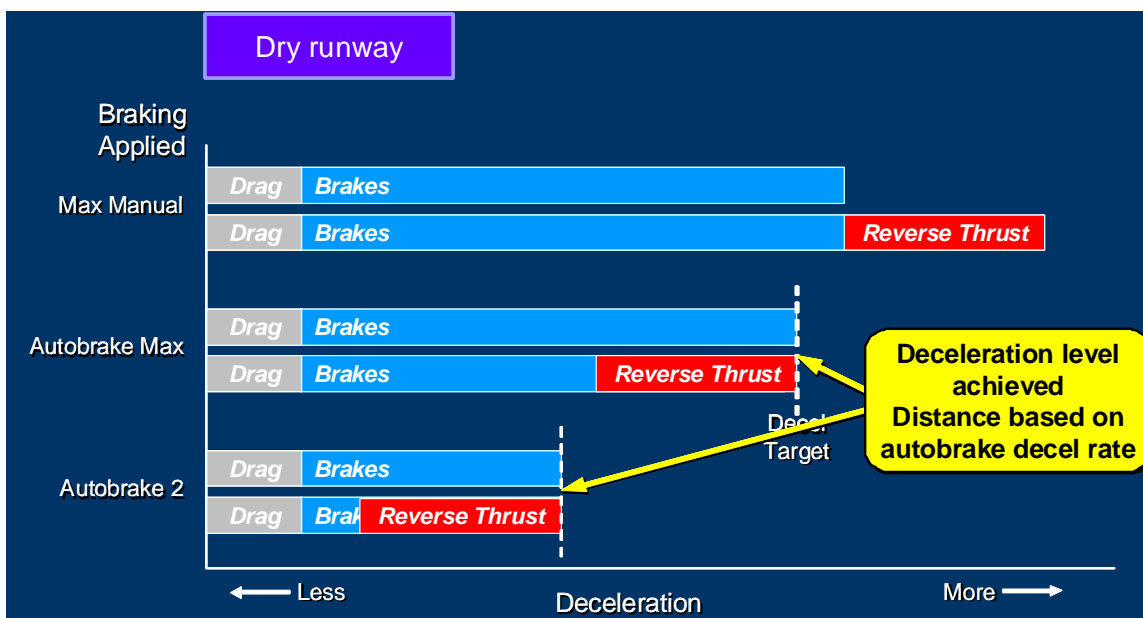 Dry runway
Braking
Applied
Max Manual
Drag Brakes
Drag Brakes Reverse Thrust
Autobrake Max
Drag Brakes
Drag Brakes Reverse Thrust
Decel
Target
Deceleration level
achieved
Distance based on
autobrake decel rate
Autobrake 2
Drag Brakes
Drag Brak Reverse Thrust
Less
Deceleration
More